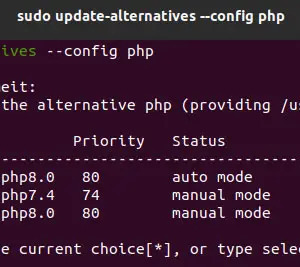 sudo update-alternatives --config php
ives --config php
eit:
the alternative php (providing /us
Priority Status
------------------------------------
php8.0 80 auto mode
php7.4 74 manual mode
php8.0 80 manual mode
e current choice[*], or type selec